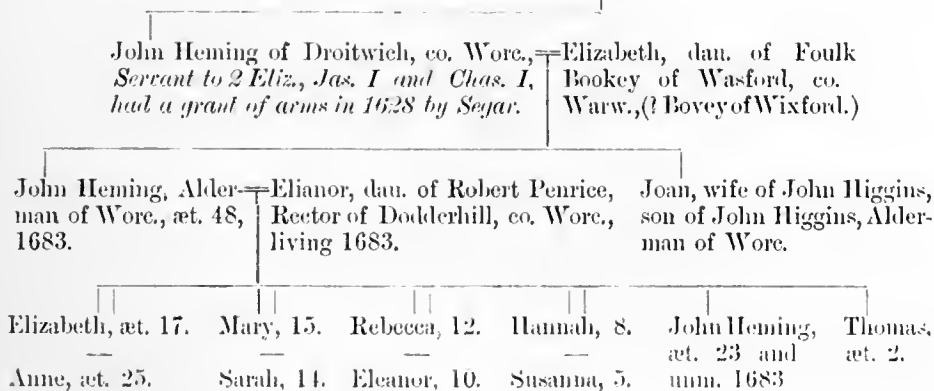 John Heming of Droitwich, co. Worc.,
Servant to 2 Eliz., Jas. I and Chas. I,
had a grant of arms in 1628 by Segar.
Elizabeth, dau. of Foulk
Bookey of Wasford, co.
Warw.,(? Bovey of Wixford.)
John Heming, Alder-
man of Worc., æt. 48,
1683.
Elianor, dau. of Robert Penrice,
Rector of Dodderhill, co. Worc.,
living 1683.
Joan, wife of John Higgins,
son of John Higgins, Alder-
man of Worc.
Elizabeth, æt. 17.
Anne, æt. 25.
Mary, 15.
Sarah, 14.
Rebecca, 12.
Eleanor, 10.
Hannah, 8.
Susanna, 5.
John Heming,
æt. 23 and
unm. 1683
Thomas,
æt. 2.